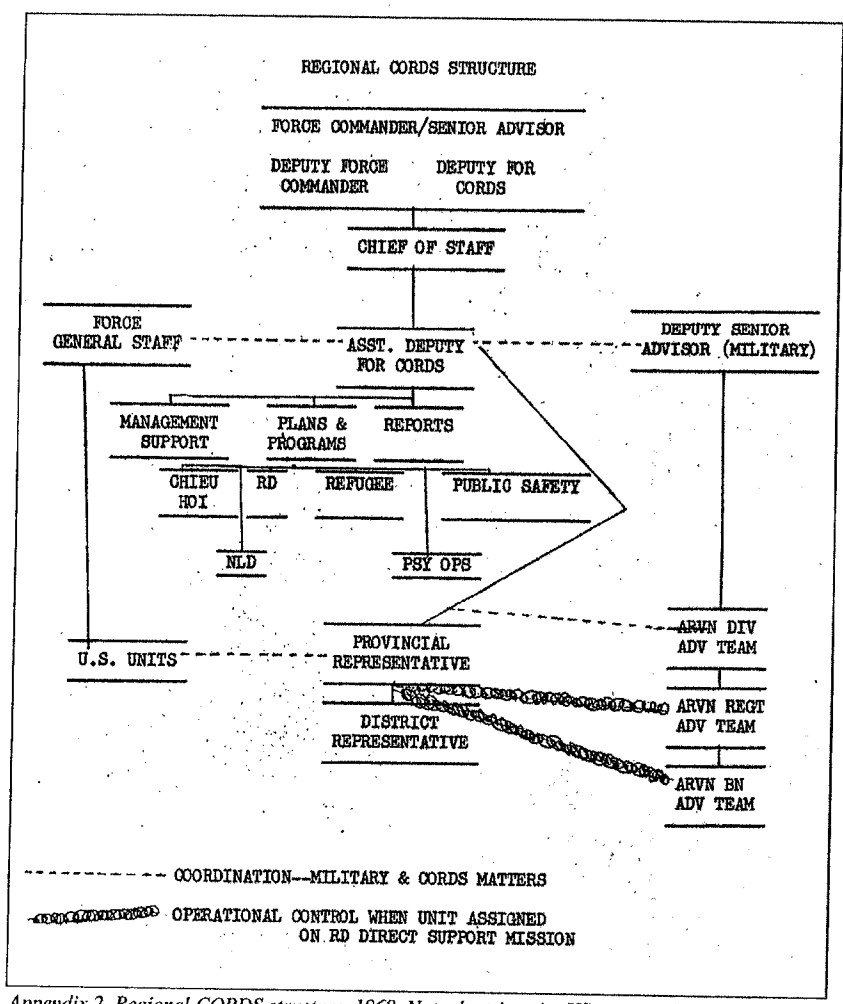 REGIONAL CORDS STRUCTURE
FORCE COMMANDER/SENIOR ADVISOR
DEPUTY FORCE COMMANDER
DEPUTY FOR CORDS
CHIEF OF STAFF
FORCE GENERAL STAFF
ASST. DEPUTY FOR CORDS
DEPUTY SENIOR ADVISOR (MILITARY)
MANAGEMENT SUPPORT
PLANS & PROGRAMS
REPORTS
CHIEU HOI
RD
REFUGEE
PUBLIC SAFETY
NLD
PSY OPS
U.S. UNITS
PROVINCIAL REPRESENTATIVE
ARVN DIV ADV TEAM
DISTRICT REPRESENTATIVE
ARVN REGT ADV TEAM
ARVN BN ADV TEAM
COORDINATION--MILITARY & CORDS MATTERS
OPERATIONAL CONTROL WHEN UNIT ASSIGNED
ON RD DIRECT SUPPORT MISSION
Appendix 2. Regional CORDS structure, 1968.